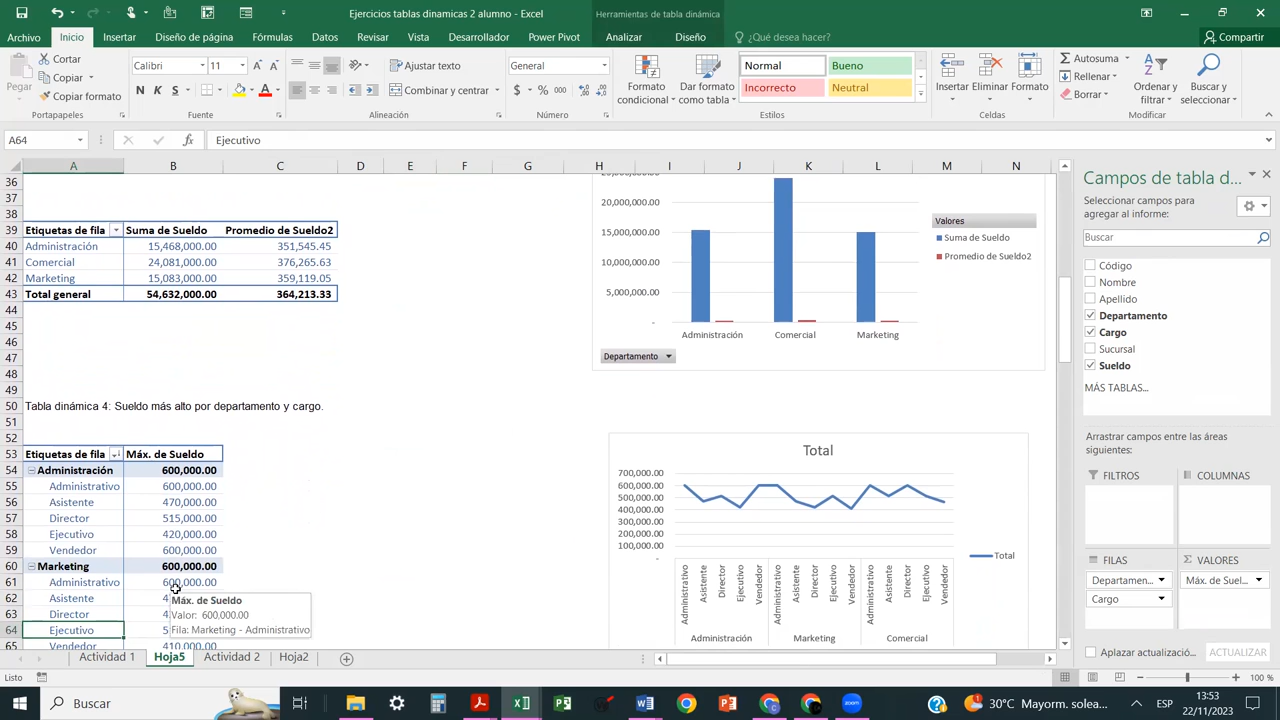 Ejercicios tablas dinamicas 2 alumno - Excel
Herramientas de tabla dinámica
Archivo Inicio Insertar Diseño de página Fórmulas Datos Revisar Vista Desarrollador Power Pivot Analizar Diseño ¿Qué desea hacer? Compartir
Pegar
Cortar
Copiar
Copiar formato
Portapapeles
Calibri 11
N K S
Fuente
Ajustar texto
Combinar y centrar
Alineación
General
$ % 000
Número
Formato condicional
Dar formato como tabla
Normal Bueno
Incorrecto Neutral
Estilos
Insertar Eliminar Formato
Celdas
Autosuma
Rellenar
Borrar
Ordenar y filtrar
Buscar y seleccionar
Modificar
A64 fx Ejecutivo
A B C D E F G H I J K L M N
36
37
38
39 Etiquetas de fila Suma de Sueldo Promedio de Sueldo2
40 Administración 15,468,000.00 351,545.45
41 Comercial 24,081,000.00 376,265.63
42 Marketing 15,083,000.00 359,119.05
43 Total general 54,632,000.00 364,213.33
44
45
46
47
48
49
50 Tabla dinámica 4: Sueldo más alto por departamento y cargo.
51
52
53 Etiquetas de fila Máx. de Sueldo
54 Administración 600,000.00
55 Administrativo 600,000.00
56 Asistente 470,000.00
57 Director 515,000.00
58 Ejecutivo 420,000.00
59 Vendedor 600,000.00
60 Marketing 600,000.00
61 Administrativo 600,000.00
62 Asistente
63 Director
64 Ejecutivo
65 Vendedor 410,000.00
Máx. de Sueldo
Valor: 600,000.00
Fila: Marketing - Administrativo
20,000,000.00
15,000,000.00
10,000,000.00
5,000,000.00
-
Administración Comercial Marketing
Departamento
Valores
Suma de Sueldo
Promedio de Sueldo2
Total
700,000.00
600,000.00
500,000.00
400,000.00
300,000.00
200,000.00
100,000.00
-
Administrativo Asistente Director Ejecutivo Vendedor Administrativo Asistente Director Ejecutivo Vendedor Administrativo Asistente Director Ejecutivo Vendedor
Administración Marketing Comercial
Total
Campos de tabla d...
Seleccionar campos para agregar al informe:
Buscar
Código
Nombre
Apellido
Departamento
Cargo
Sucursal
Sueldo
MÁS TABLAS...
Arrastrar campos entre las áreas siguientes:
FILTROS COLUMNAS
FILAS Σ VALORES
Departamen... Máx. de Suel...
Cargo
Aplazar actualizació... ACTUALIZAR
Actividad 1 Hoja5 Actividad 2 Hoja2
Listo
100 %
Buscar
30°C Mayorm. solea...
ESP
13:53
22/11/2023